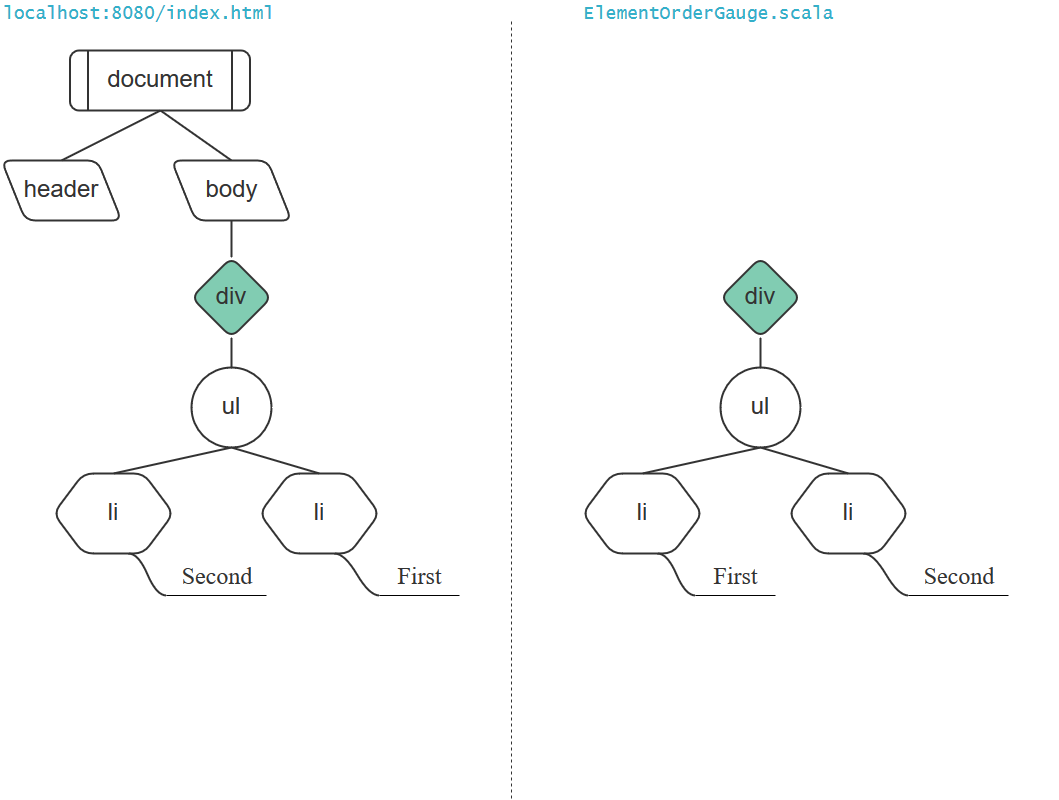 localhost:8080/index.html
document
header
body
div
ul
li
li
Second
First
ElementOrderGauge.scala
div
ul
li
li
First
Second